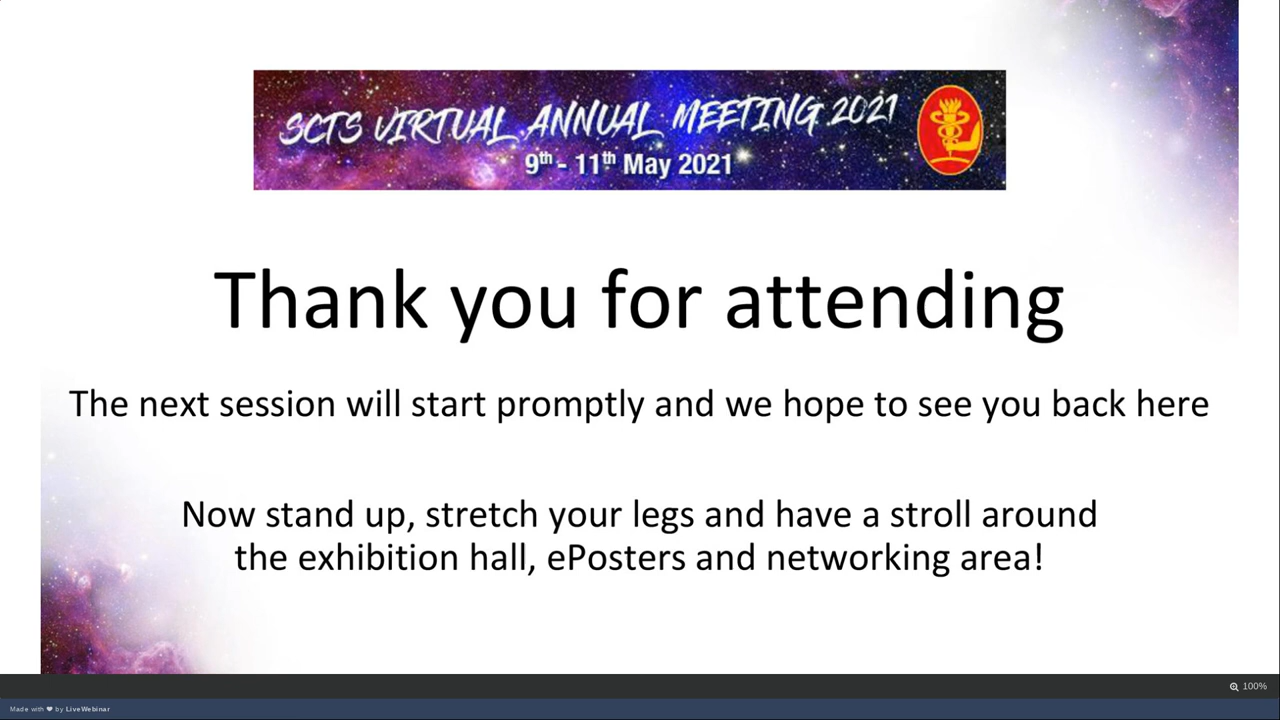 SCTS VIRTUAL ANNUAL MEETING 2021
9th - 11th May 2021
Thank you for attending
The next session will start promptly and we hope to see you back here
Now stand up, stretch your legs and have a stroll around
the exhibition hall, ePosters and networking area!
100%
Made with ❤ by LiveWebinar